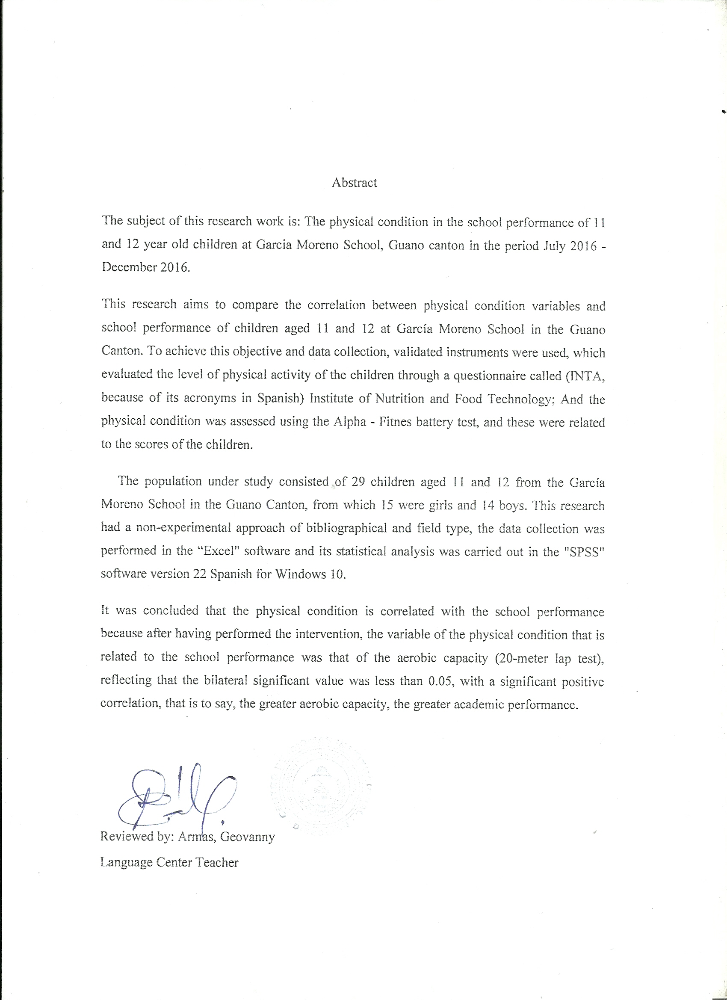 Abstract
The subject of this research work is: The physical condition in the school performance of 11
and 12 year old children at Garcia Moreno School, Guano canton in the period July 2016 -
December 2016.
This research aims to compare the correlation between physical condition variables and
school performance of children aged 11 and 12 at García Moreno School in the Guano
Canton. To achieve this objective and data collection, validated instruments were used, which
evaluated the level of physical activity of the children through a questionnaire called (INTA,
because of its acronyms in Spanish) Institute of Nutrition and Food Technology; And the
physical condition was assessed using the Alpha - Fitnes battery test, and these were related
to the scores of the children.
The population under study consisted of 29 children aged 11 and 12 from the García
Moreno School in the Guano Canton, from which 15 were girls and 14 boys. This research
had a non-experimental approach of bibliographical and field type, the data collection was
performed in the “Excel" software and its statistical analysis was carried out in the "SPSS"
software version 22 Spanish for Windows 10.
It was concluded that the physical condition is correlated with the school performance
because after having performed the intervention, the variable of the physical condition that is
related to the school performance was that of the aerobic capacity (20-meter lap test),
reflecting that the bilateral significant value was less than 0.05, with a significant positive
correlation, that is to say, the greater aerobic capacity, the greater academic performance.
Reviewed by: Armas, Geovanny
Language Center Teacher